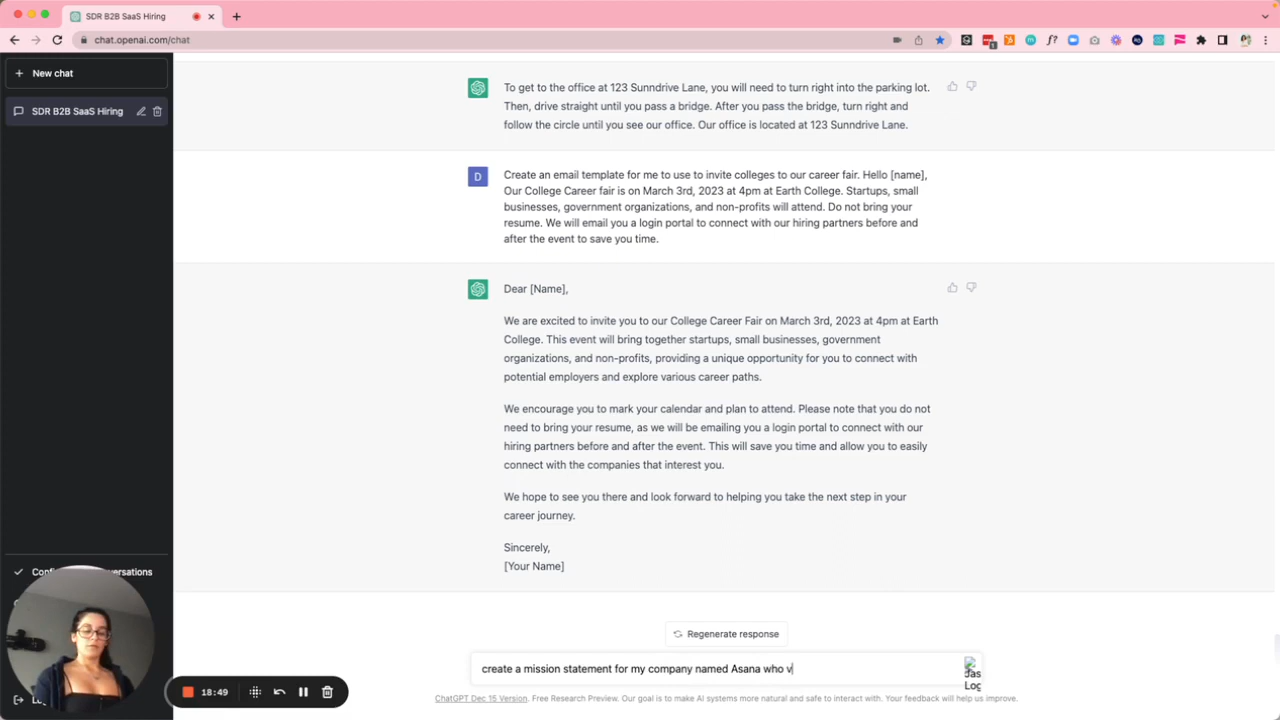 SDR B2B SaaS Hiring
chat.openai.com/chat
New chat
SDR B2B SaaS Hiring
To get to the office at 123 Sunndrive Lane, you will need to turn right into the parking lot.
Then, drive straight until you pass a bridge. After you pass the bridge, turn right and
follow the circle until you see our office. Our office is located at 123 Sunndrive Lane.
D
Create an email template for me to use to invite colleges to our career fair. Hello [name],
Our College Career fair is on March 3rd, 2023 at 4pm at Earth College. Startups, small
businesses, government organizations, and non-profits will attend. Do not bring your
resume. We will email you a login portal to connect with our hiring partners before and
after the event to save you time.
Dear [Name],
We are excited to invite you to our College Career Fair on March 3rd, 2023 at 4pm at Earth
College. This event will bring together startups, small businesses, government
organizations, and non-profits, providing a unique opportunity for you to connect with
potential employers and explore various career paths.
We encourage you to mark your calendar and plan to attend. Please note that you do not
need to bring your resume, as we will be emailing you a login portal to connect with our
hiring partners before and after the event. This will save you time and allow you to easily
connect with the companies that interest you.
We hope to see you there and look forward to helping you take the next step in your
career journey.
Sincerely,
[Your Name]
Regenerate response
create a mission statement for my company named Asana who v
ChatGPT Dec 15 Version. Free Research Preview. Our goal is to make AI systems more natural and safe to interact with. Your feedback will help us improve.
18:49